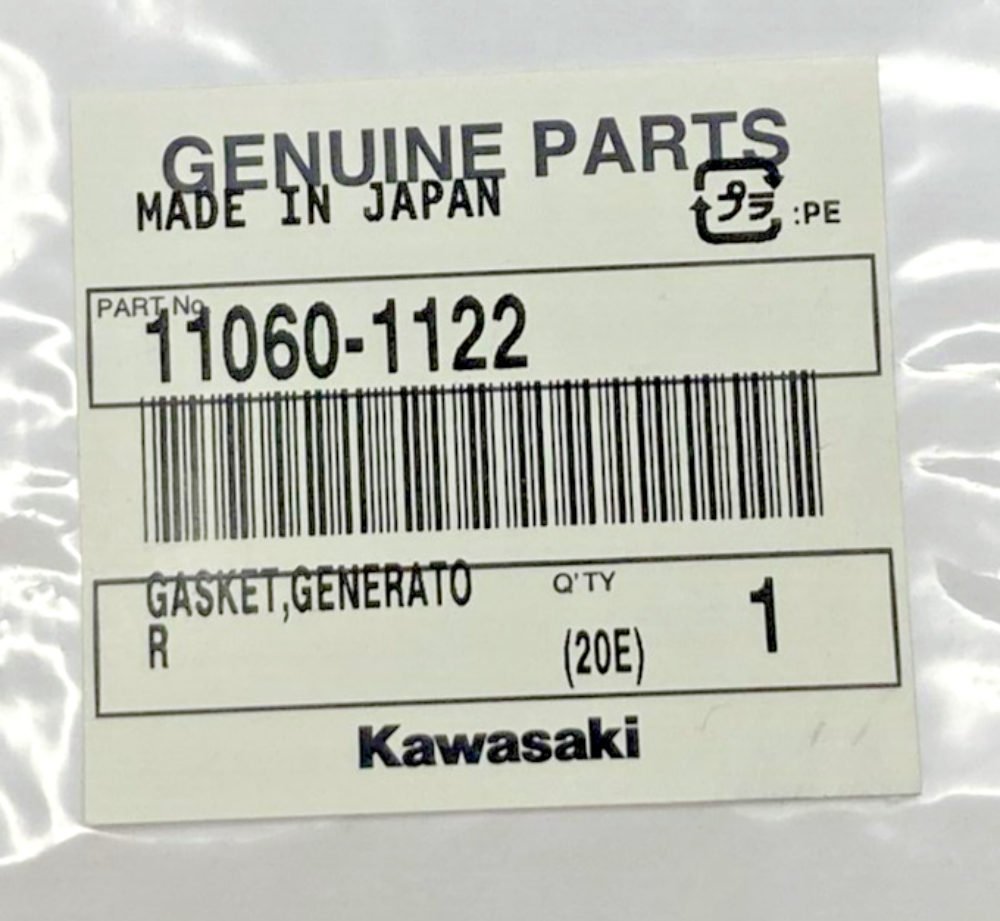 GENUINE PARTS
MADE IN JAPAN
プラ :PE
PART No.
11060-1122
GASKET,GENERATO
R
Q'TY
(20E)
1
Kawasaki